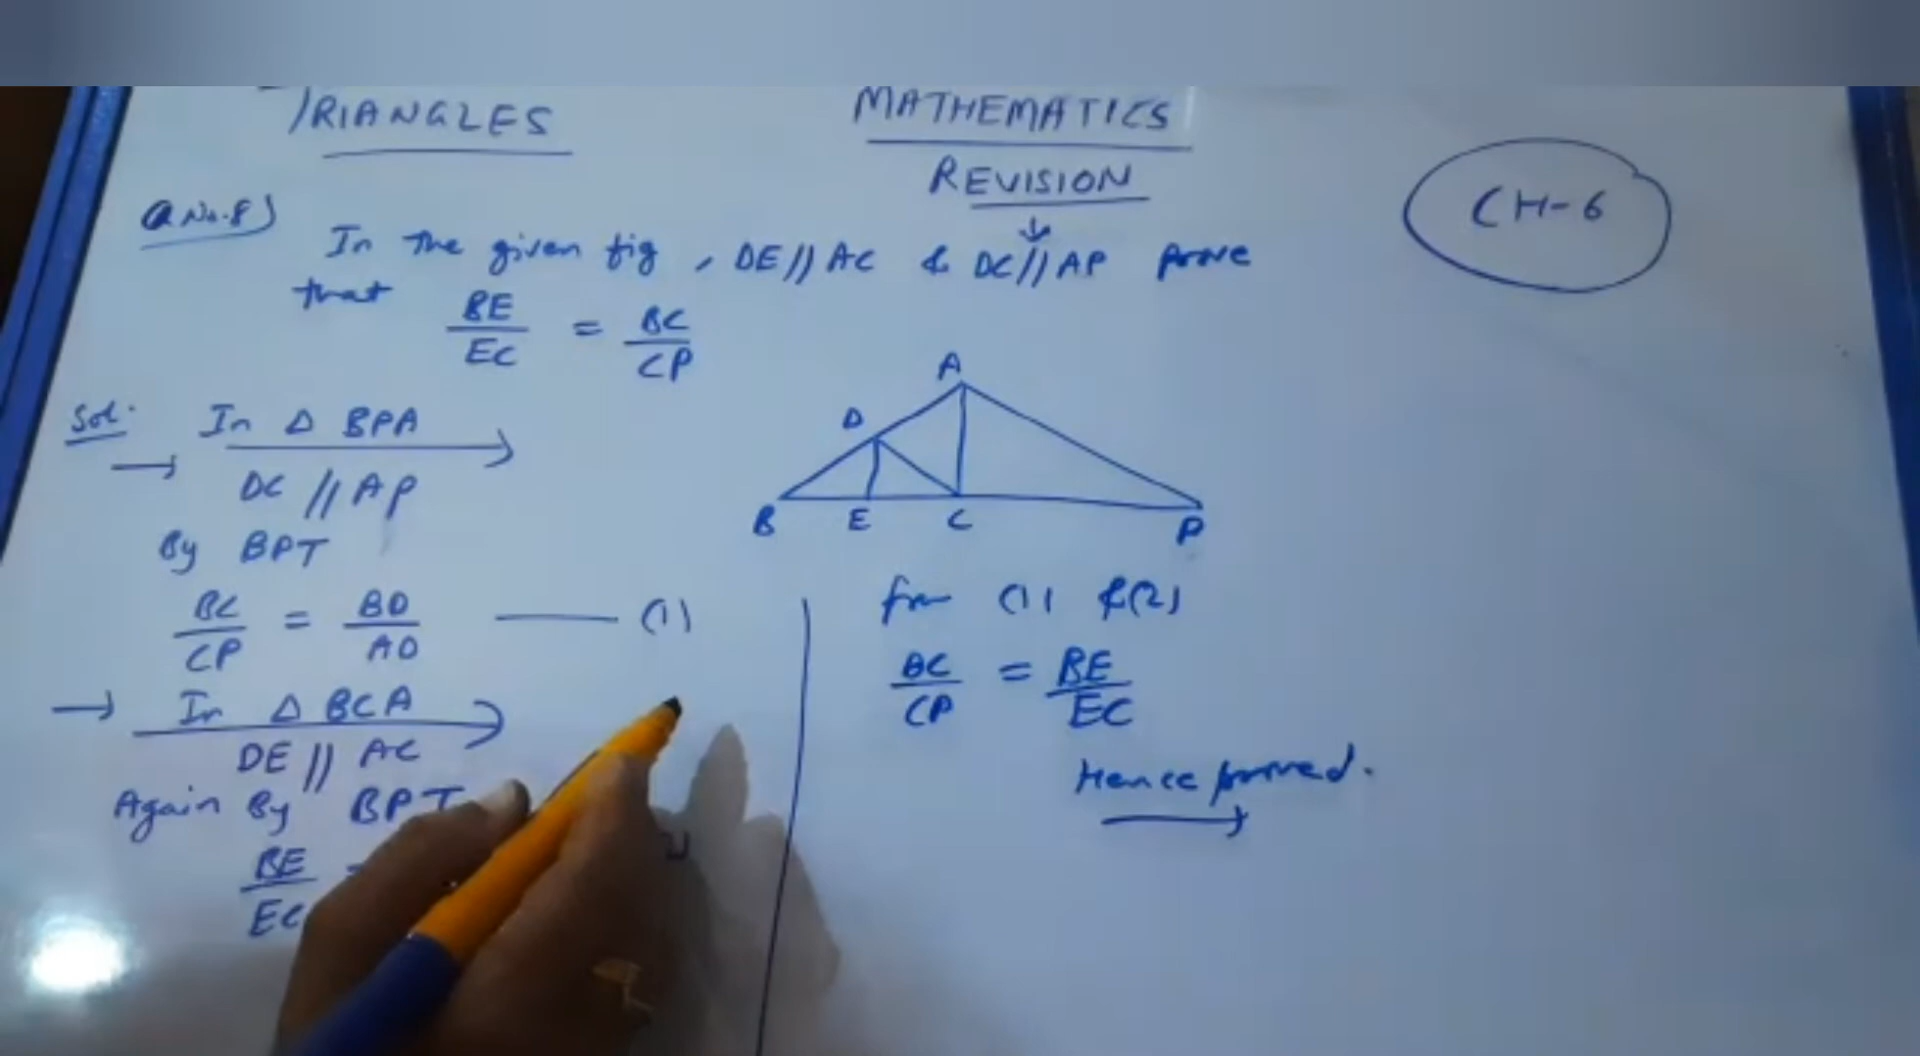 TRIANGLES
MATHEMATICS
REVISION
CH-6
Q No. 8)
In the given fig, DE // AC & DC // AP prove
that BE/EC = BC/CP
Sol.
→ In Δ BPA
DC // AP
By BPT
BC/CP = BD/AD —— (1)
→ In Δ BCA
DE // AC
Again By BPT
BE/EC
A
D
B E C P
from (1) &(2)
BC/CP = BE/EC
Hence proved.